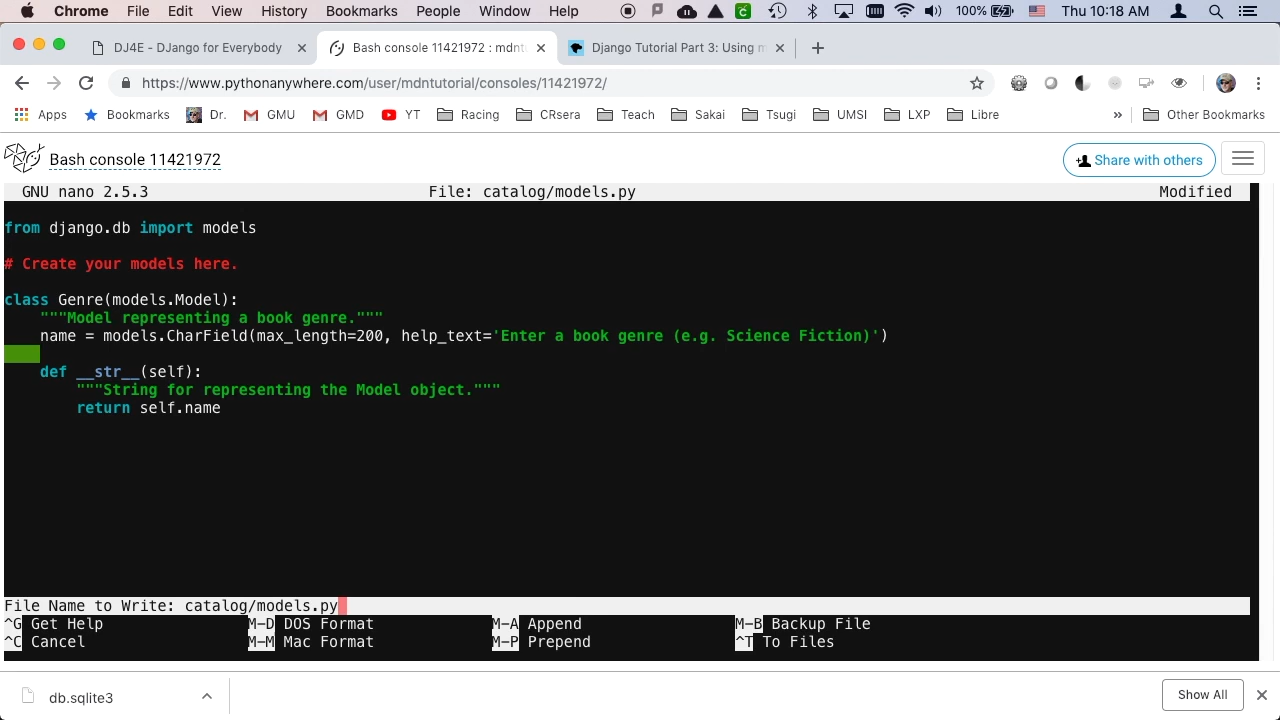 Chrome File Edit View History Bookmarks People Window Help 100% Thu 10:18 AM
DJ4E - DJango for Everybody Bash console 11421972 : mdntu Django Tutorial Part 3: Using m
https://www.pythonanywhere.com/user/mdntutorial/consoles/11421972/
Apps Bookmarks Dr. GMU GMD YT Racing CRsera Teach Sakai Tsugi UMSI LXP Libre » Other Bookmarks
Bash console 11421972 Share with others
GNU nano 2.5.3 File: catalog/models.py Modified
from django.db import models
# Create your models here.
class Genre(models.Model):
"""Model representing a book genre."""
name = models.CharField(max_length=200, help_text='Enter a book genre (e.g. Science Fiction)')
def __str__(self):
"""String for representing the Model object."""
return self.name
File Name to Write: catalog/models.py
^G Get Help M-D DOS Format M-A Append M-B Backup File
^C Cancel M-M Mac Format M-P Prepend ^T To Files
db.sqlite3 Show All